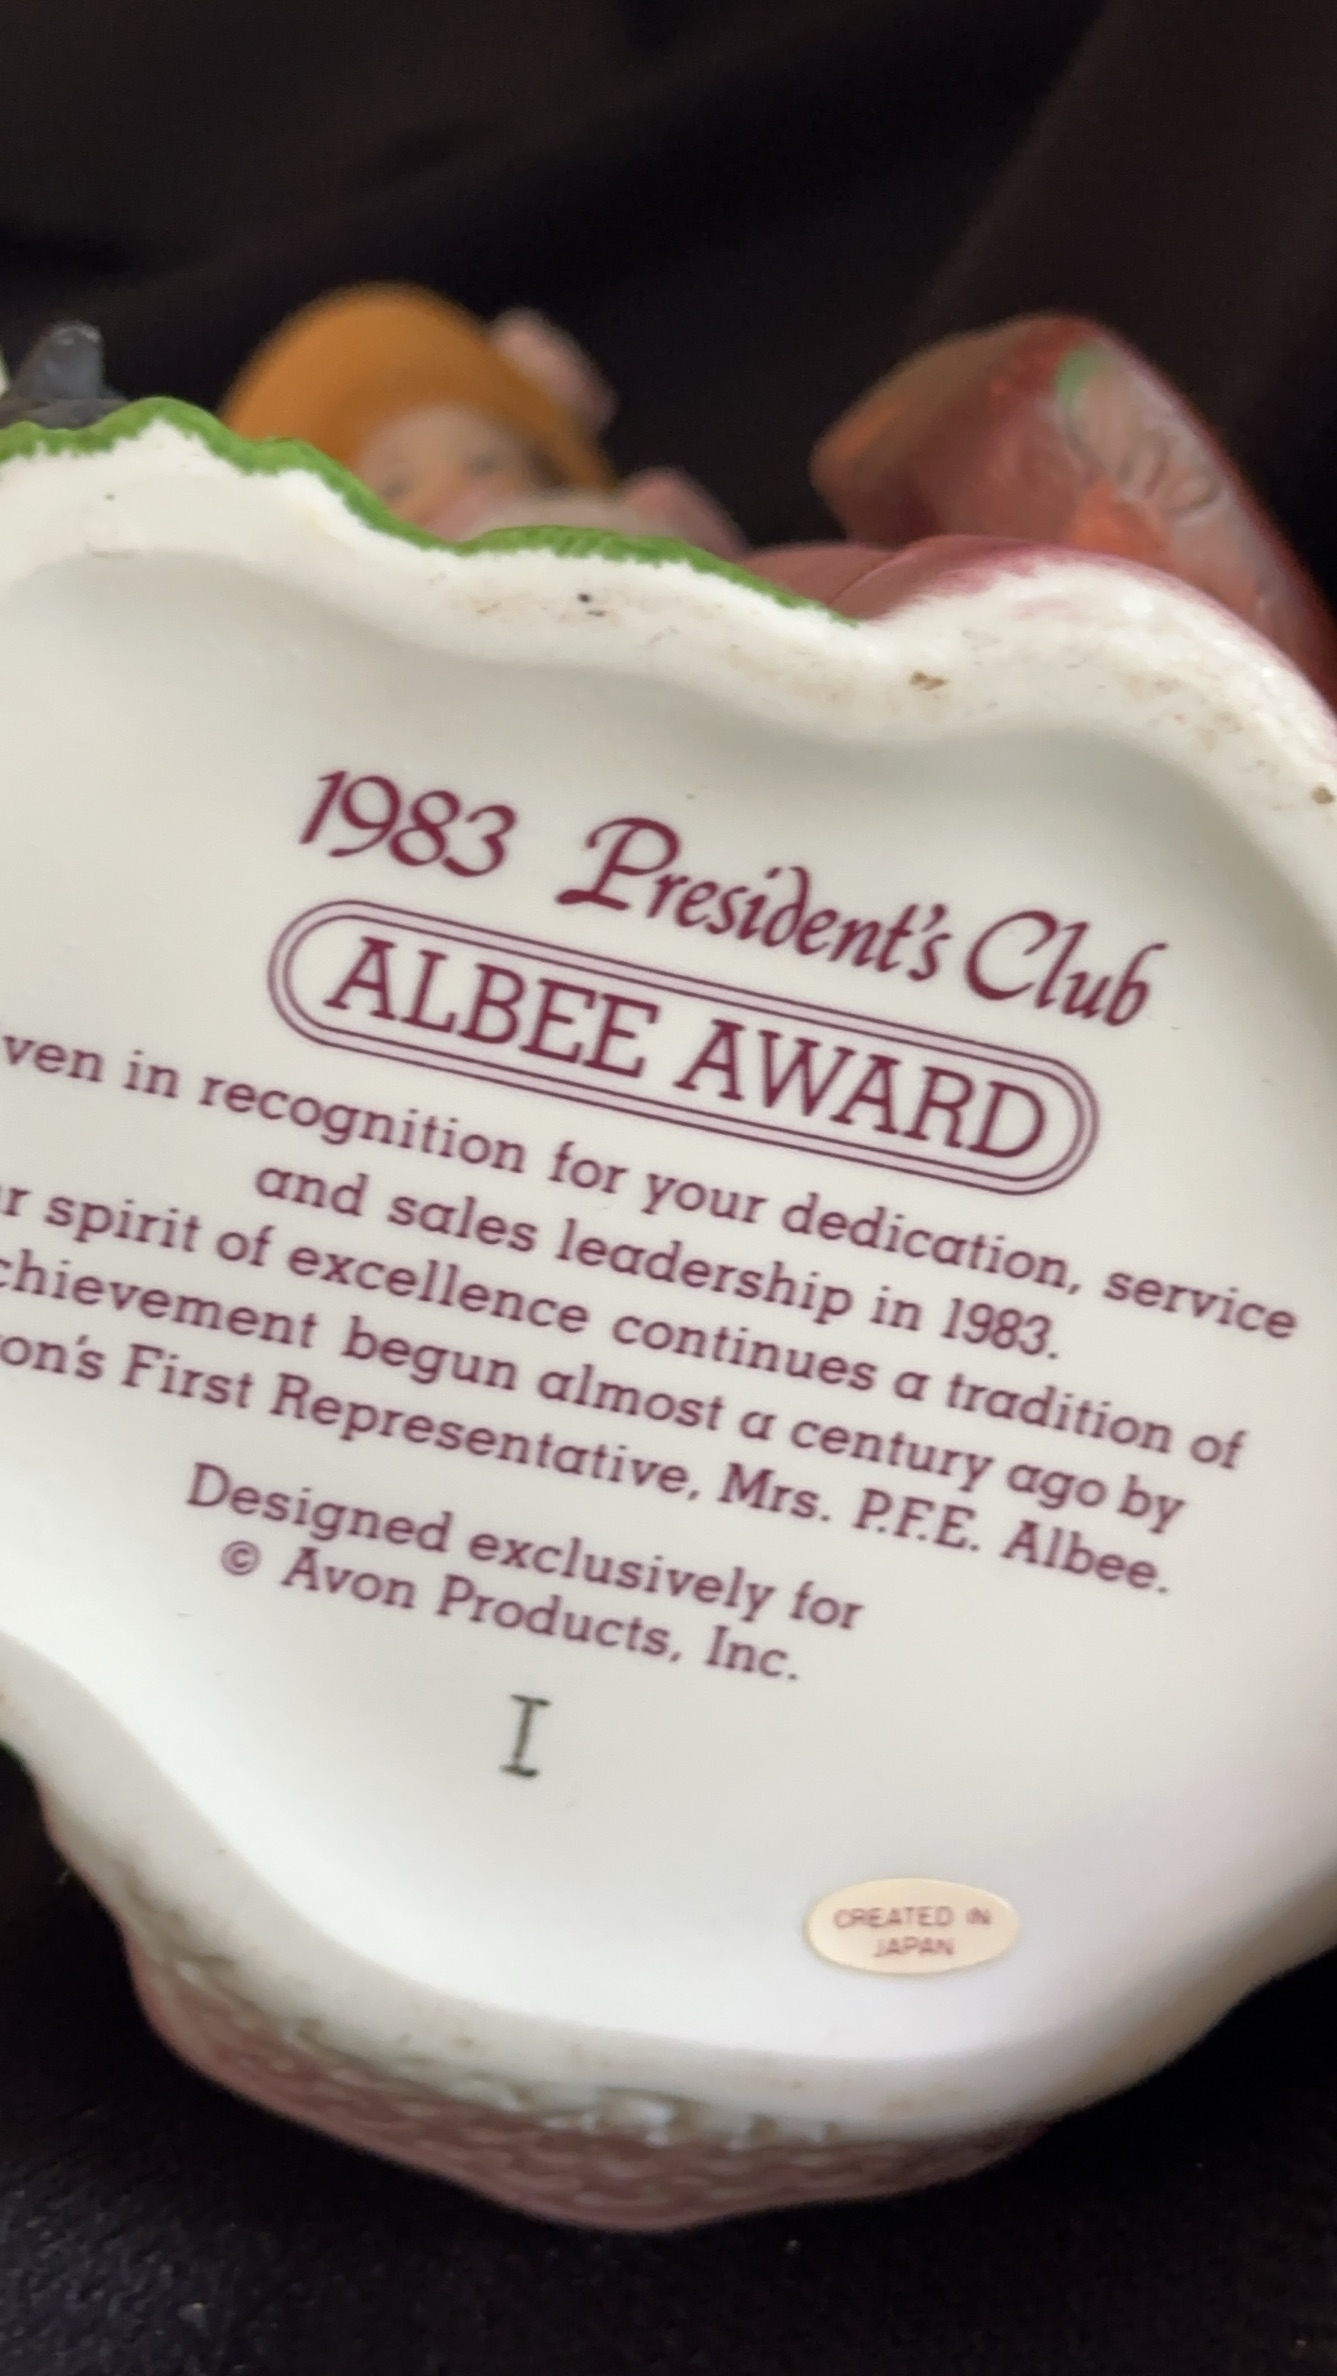 1983 President's Club
ALBEE AWARD
ven in recognition for your dedication, service
and sales leadership in 1983.
r spirit of excellence continues a tradition of
chievement begun almost a century ago by
on's First Representative, Mrs. P.F.E. Albee.
Designed exclusively for
© Avon Products, Inc.
I
CREATED IN
JAPAN